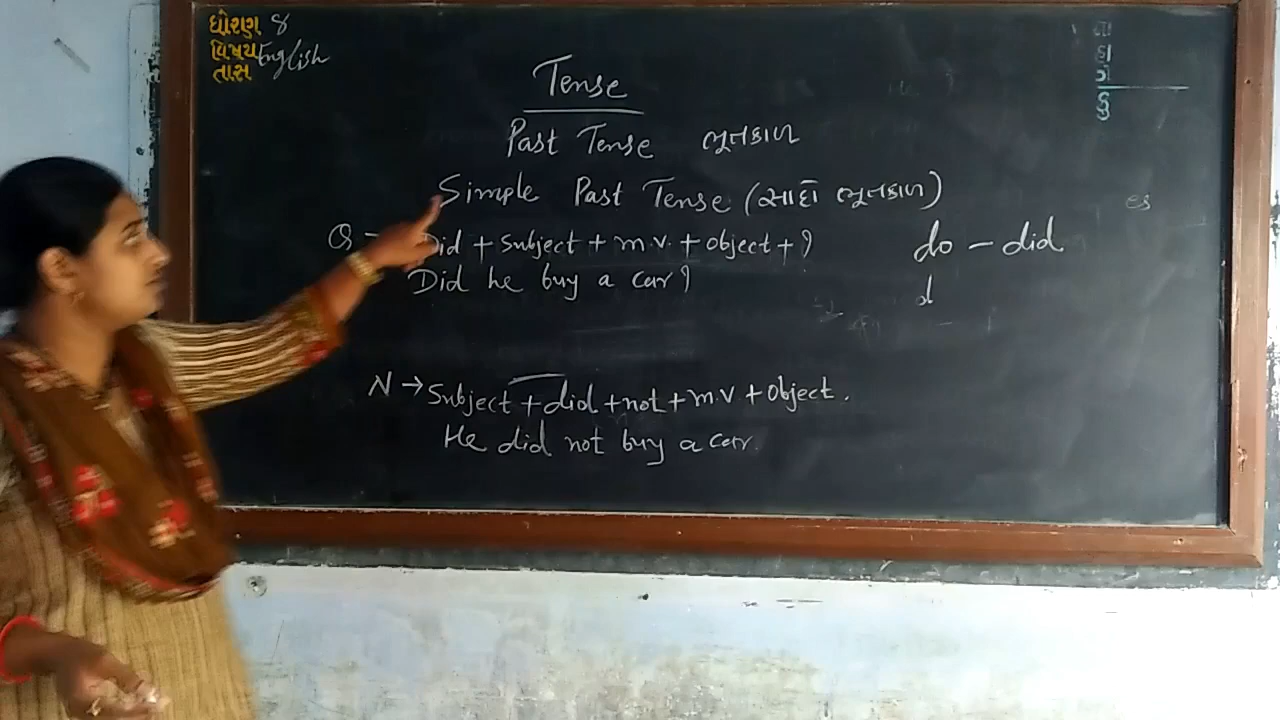 ધોરણ 8
વિષય English
તાસ
Tense
Past Tense ભૂતકાળ
Simple Past Tense (સાદો ભૂતકાળ)
Q - Did + subject + m.v. + object + ?
Did he buy a car?
do - did
d
N → Subject + did + not + m.v + object.
He did not buy a car.
es
હા
ગે
કુ